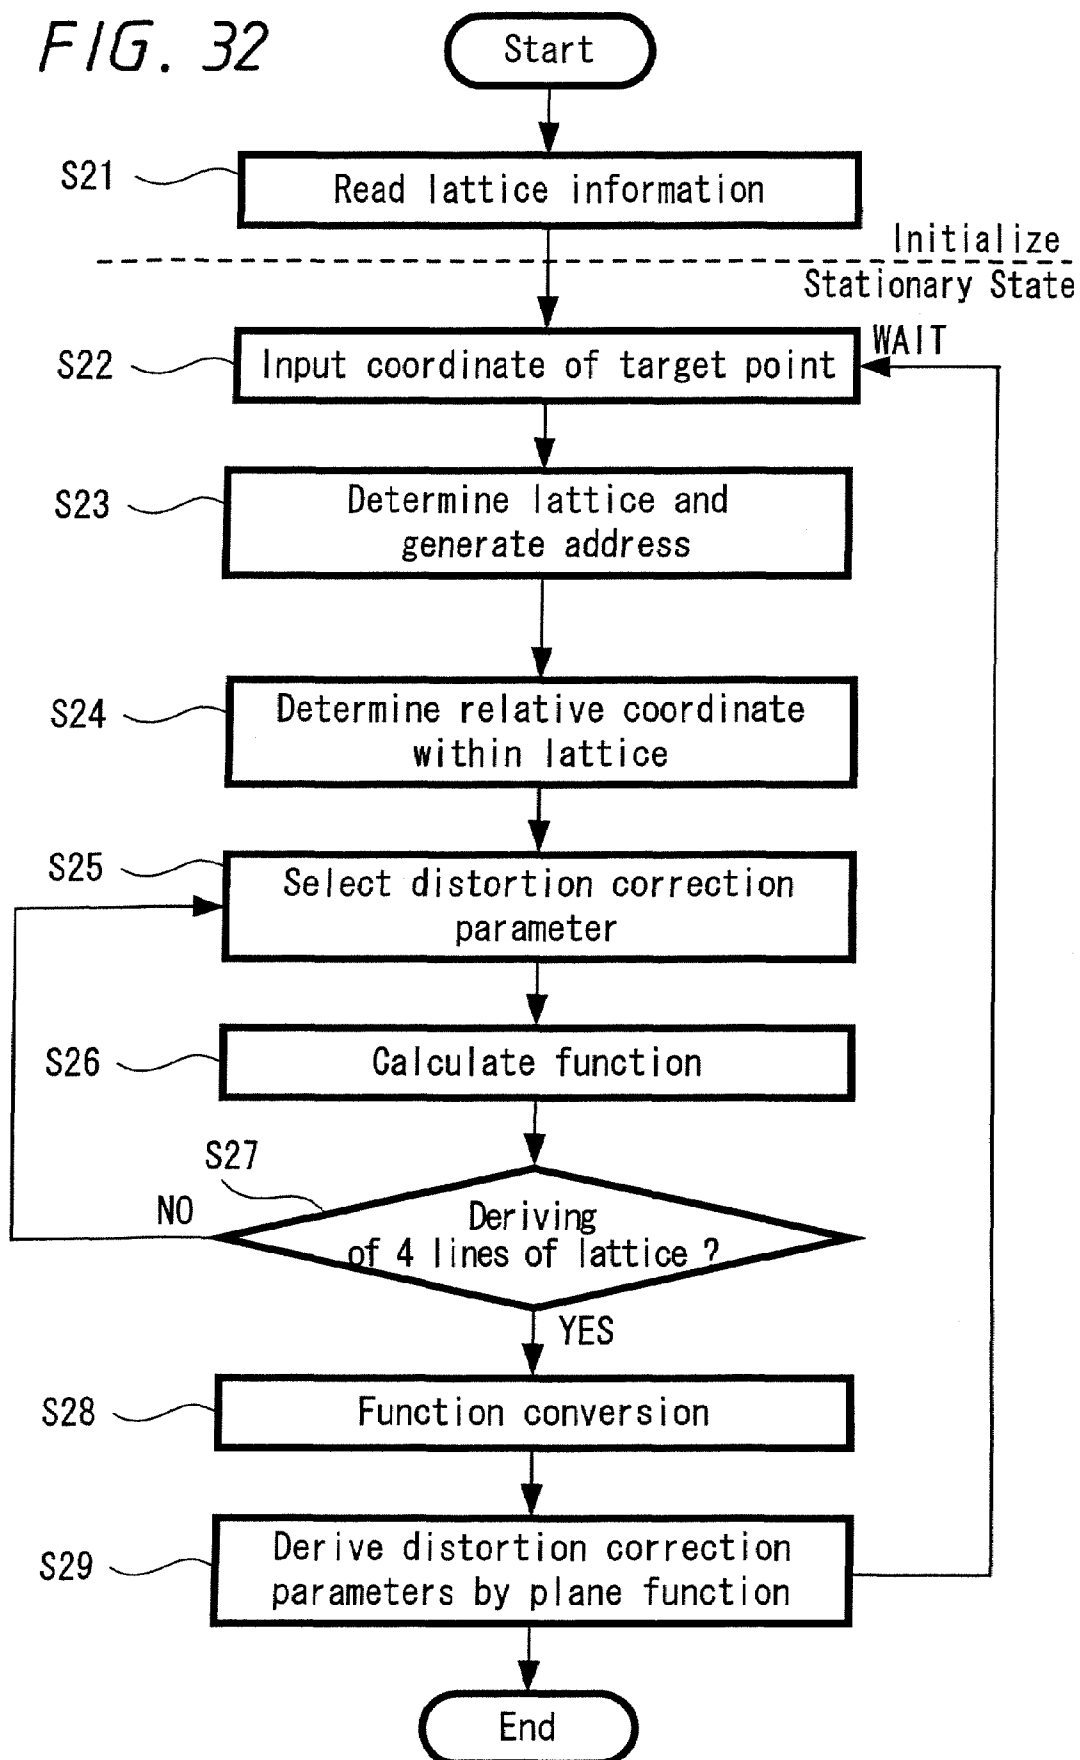 FIG. 32
Start
S21
Read lattice information
Initialize
Stationary State
WAIT
S22
Input coordinate of target point
S23
Determine lattice and
generate address
S24
Determine relative coordinate
within lattice
S25
Select distortion correction
parameter
S26
Calculate function
S27
NO
Deriving
of 4 lines of lattice ?
YES
S28
Function conversion
S29
Derive distortion correction
parameters by plane function
End